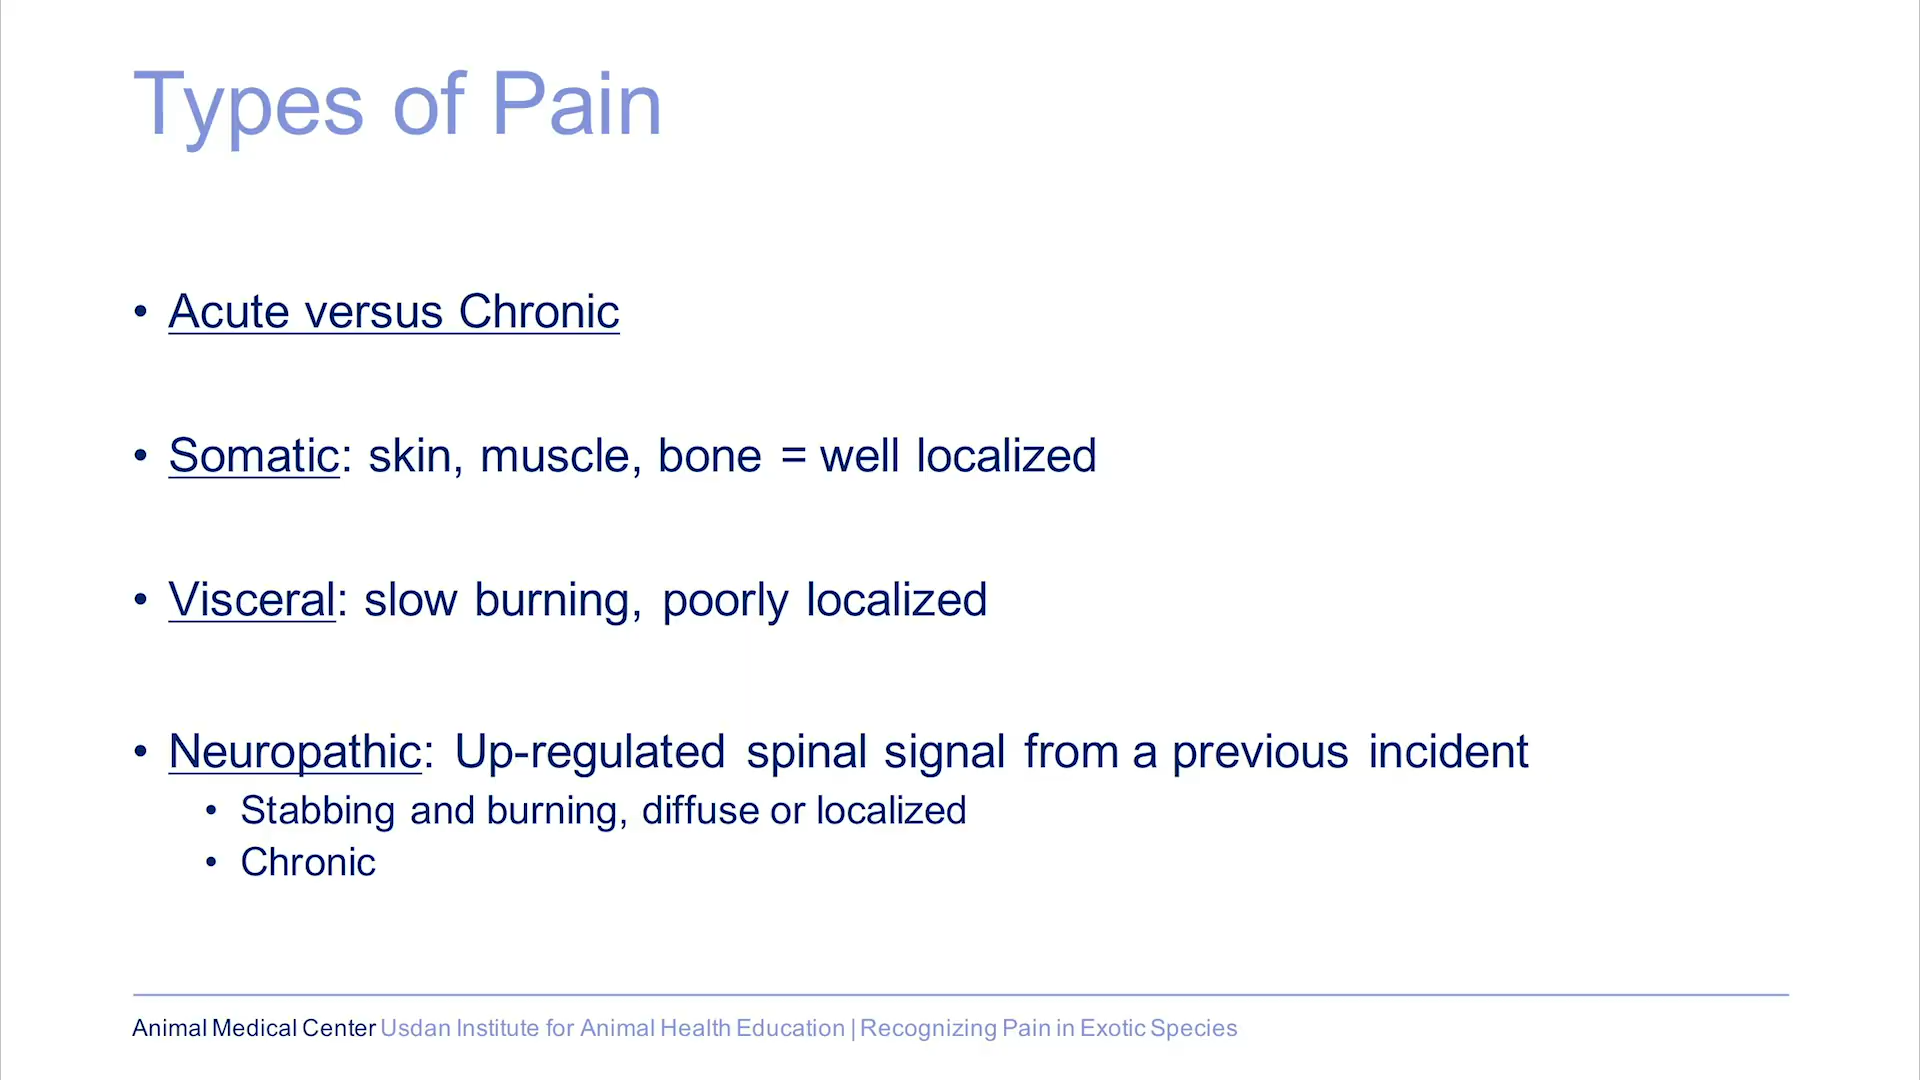 Types of Pain
• Acute versus Chronic
• Somatic: skin, muscle, bone = well localized
• Visceral: slow burning, poorly localized
• Neuropathic: Up-regulated spinal signal from a previous incident
• Stabbing and burning, diffuse or localized
• Chronic
Animal Medical Center Usdan Institute for Animal Health Education | Recognizing Pain in Exotic Species